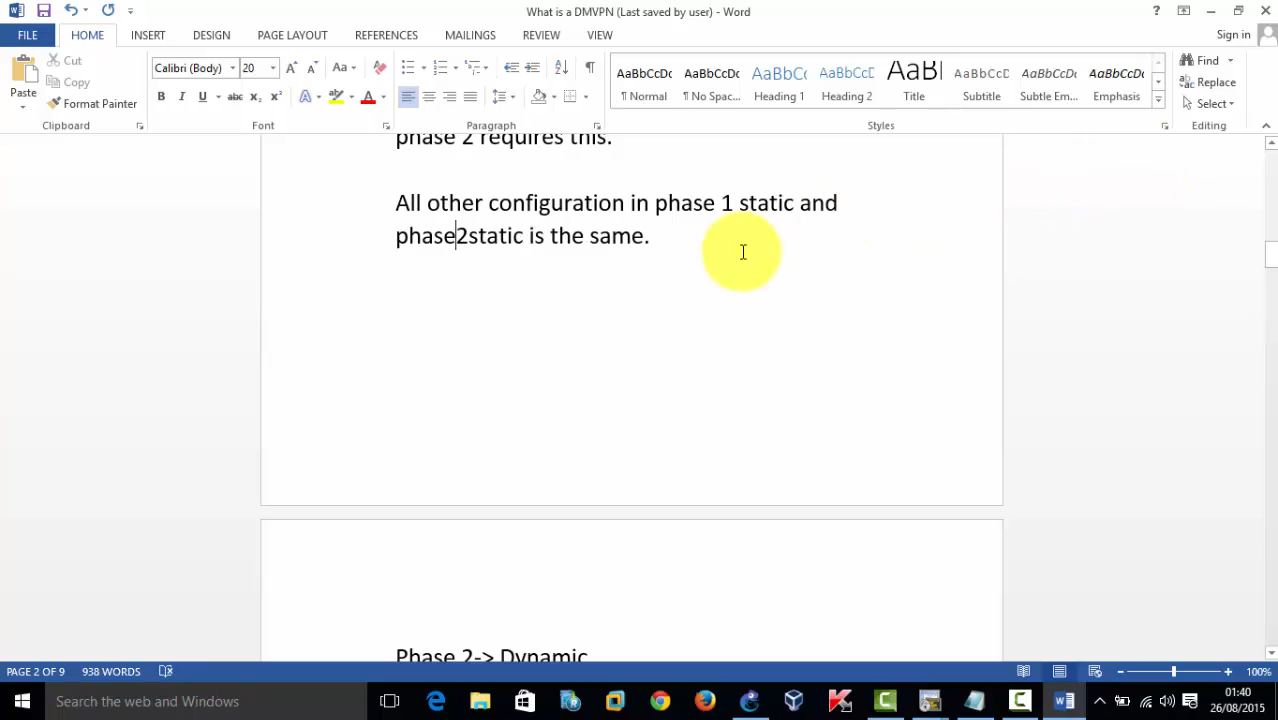 What is a DMVPN (Last saved by user) - Word
?
FILE HOME INSERT DESIGN PAGE LAYOUT REFERENCES MAILINGS REVIEW VIEW Sign in
Paste
Cut
Copy
Format Painter
Clipboard
Calibri (Body) 20
Font
Paragraph
AaBbCcDc AaBbCcDc AaBbCc AaBbCcD AaBl AaBbCcD AaBbCcDc AaBbCcDc
¶ Normal ¶ No Spac... Heading 1 Heading 2 Title Subtitle Subtle Em... Emphasis
Styles
Find
Replace
Select
Editing
phase 2 requires this.
All other configuration in phase 1 static and
phase2static is the same.
Phase 2-> Dynamic
PAGE 2 OF 9 938 WORDS 100%
Search the web and Windows
01:40
26/08/2015